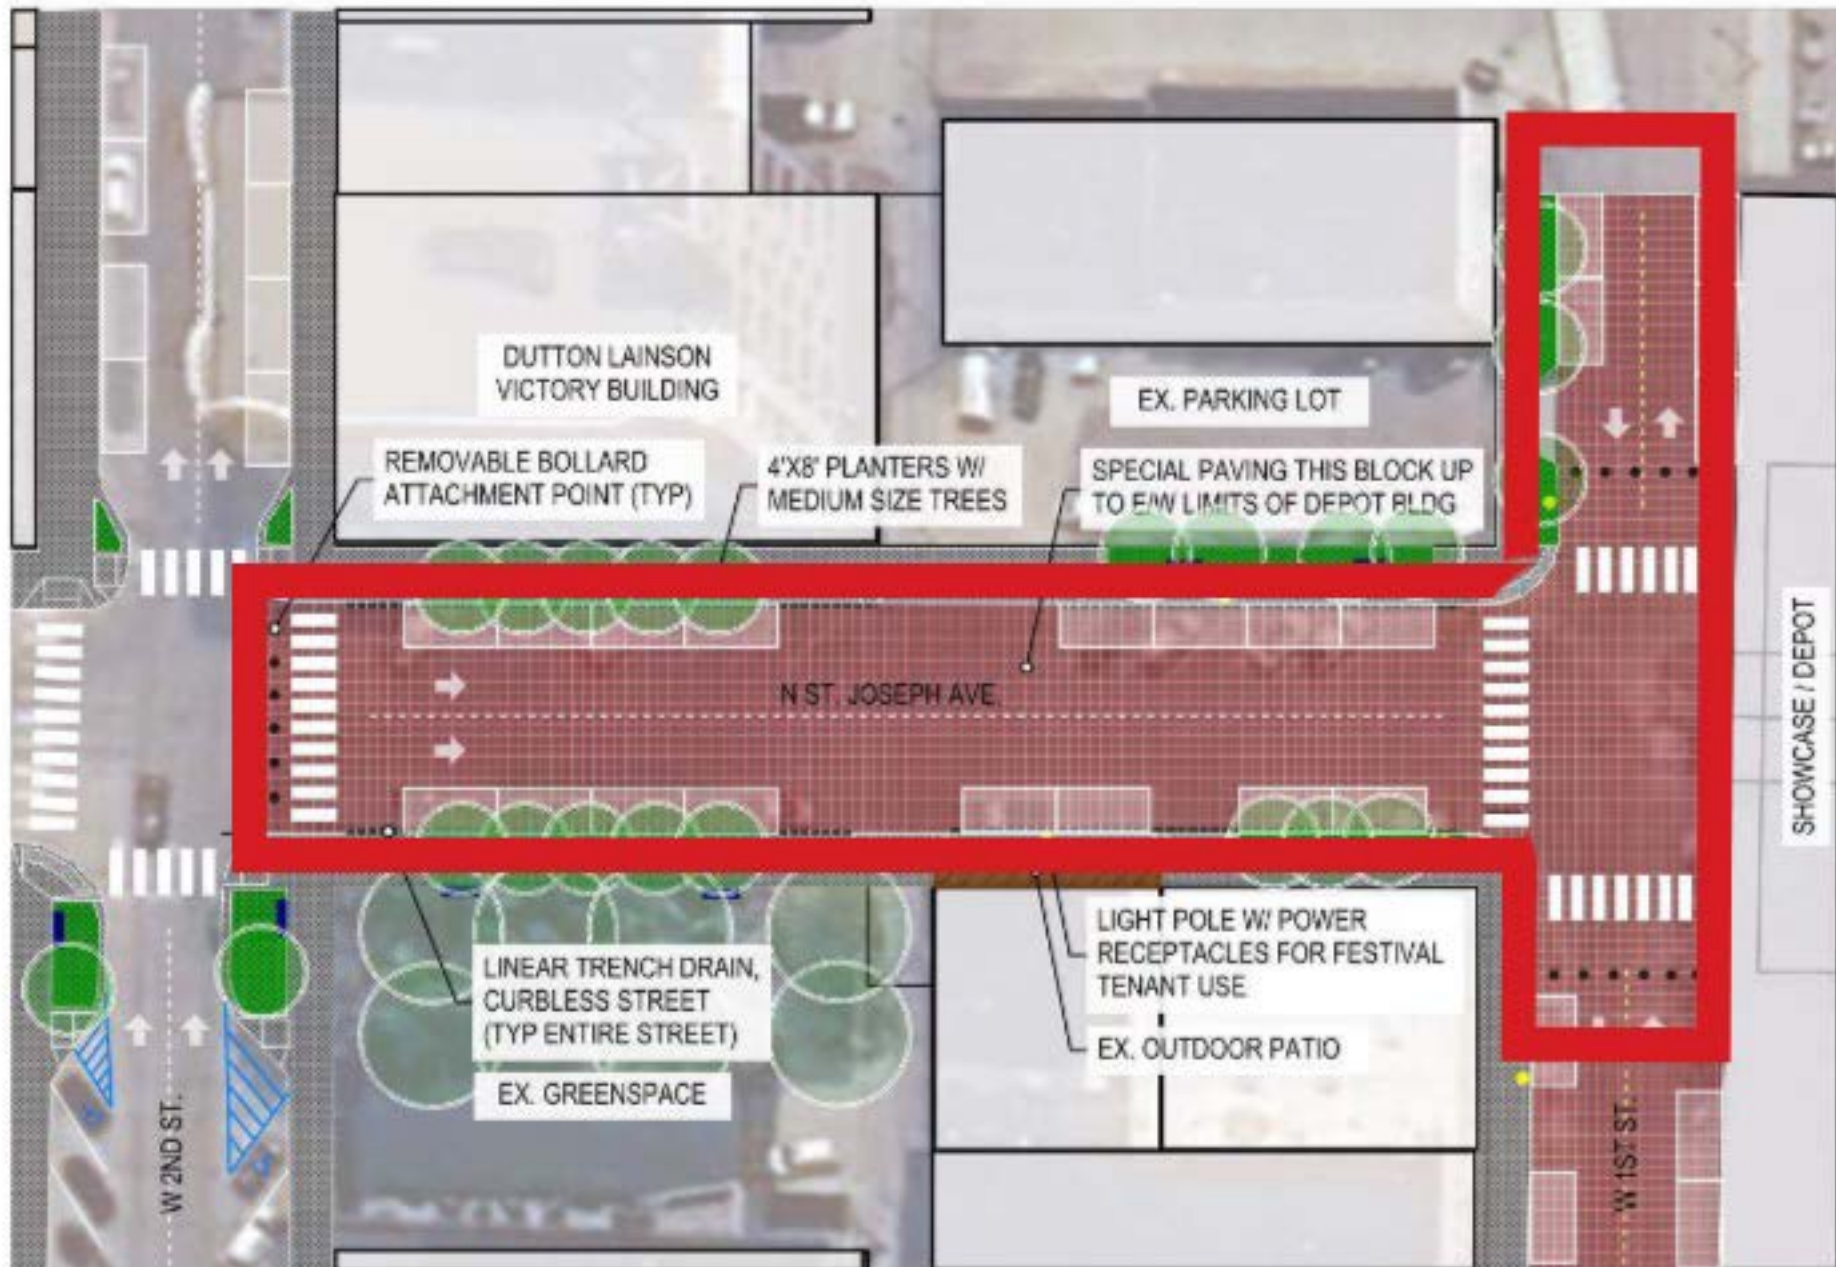 DUTTON LAINSON
VICTORY BUILDING
EX. PARKING LOT
REMOVABLE BOLLARD
ATTACHMENT POINT (TYP)
4'X8' PLANTERS W/
MEDIUM SIZE TREES
SPECIAL PAVING THIS BLOCK UP
TO E/W LIMITS OF DEPOT BLDG
N ST. JOSEPH AVE.
SHOWCASE / DEPOT
LINEAR TRENCH DRAIN,
CURBLESS STREET
(TYP ENTIRE STREET)
EX. GREENSPACE
LIGHT POLE W/ POWER
RECEPTACLES FOR FESTIVAL
TENANT USE
EX. OUTDOOR PATIO
W 2ND ST.
W 1ST ST.